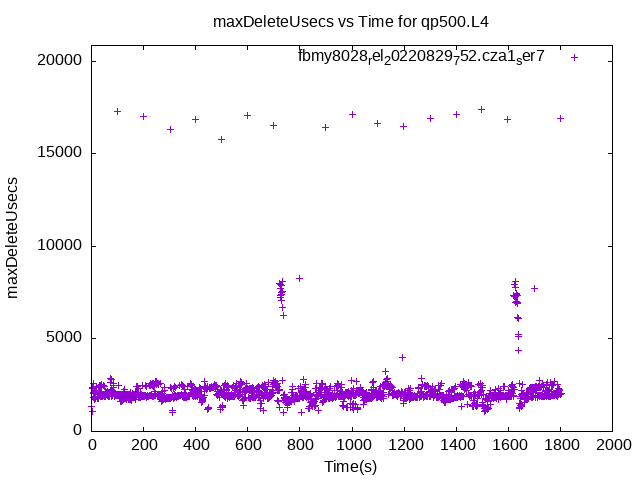 maxDeleteUsecs vs Time for qp500.L4
fbmy8028rel20220829752.cza1ser7
20000
15000
10000
5000
0
maxDeleteUsecs
0 200 400 600 800 1000 1200 1400 1600 1800 2000
Time(s)